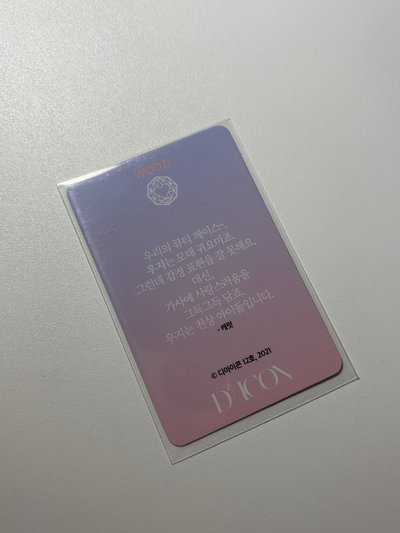 WOOZI
우리의 큐티 페이스~.
우지는 모태 귀요미죠.
그런데 감정 표현을 잘 못해요.
대신,
가사에 사랑스러움을
그득그득 담죠.
우지는 천상 아이돌입니다.
- 캐럿
© 디아이콘 12호, 2021
D'ICON